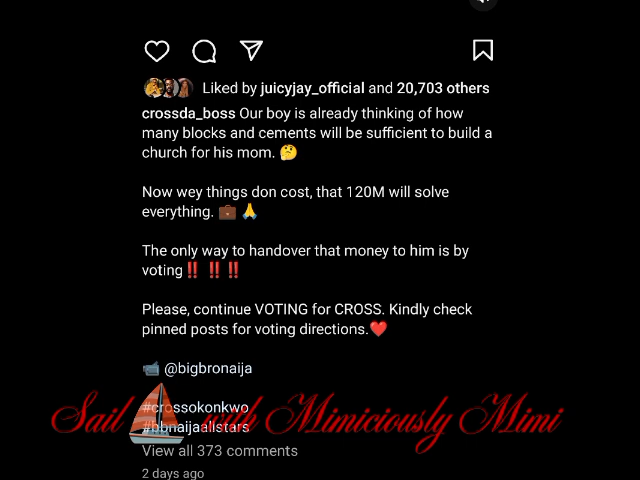 Liked by juicyjay_official and 20,703 others
crossda_boss Our boy is already thinking of how
many blocks and cements will be sufficient to build a
church for his mom. 🤔
Now wey things don cost, that 120M will solve
everything. 💼 🙏
The only way to handover that money to him is by
voting‼️ ‼️ ‼️
Please, continue VOTING for CROSS. Kindly check
pinned posts for voting directions.❤️
📹 @bigbronaija
#crossokonkwo
Sail with Miniciously Mimi
#bbnaijaallstars
View all 373 comments
2 days ago